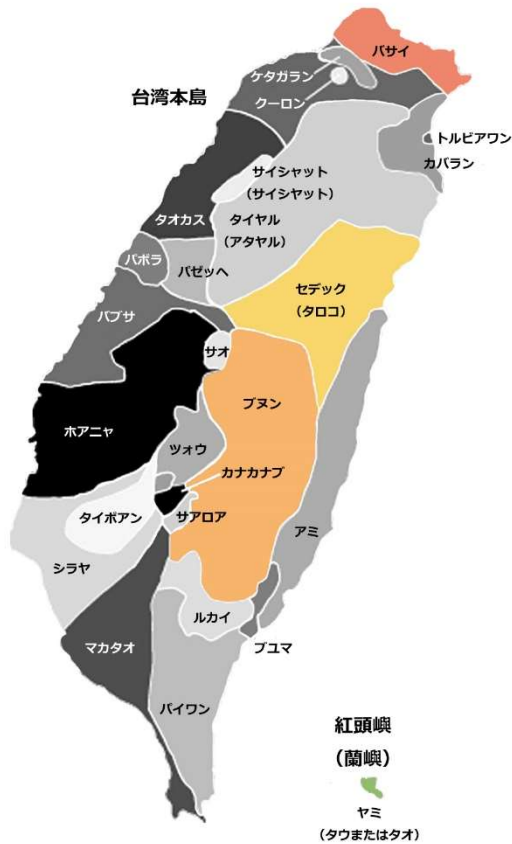 バサイ
ケタガラン
クーロン
台湾本島
トルビアワン
カバラン
サイシャット
(サイシヤット)
タオカス
タイヤル
(アタヤル)
パポラ
パゼッヘ
セデック
(タロコ)
バブサ
サオ
ブヌン
ホアニャ
ツォウ
カナカナブ
タイボアン
サアロア
アミ
シラヤ
ルカイ
マカタオ
プユマ
パイワン
紅頭嶼
(蘭嶼)
ヤミ
(タウまたはタオ)